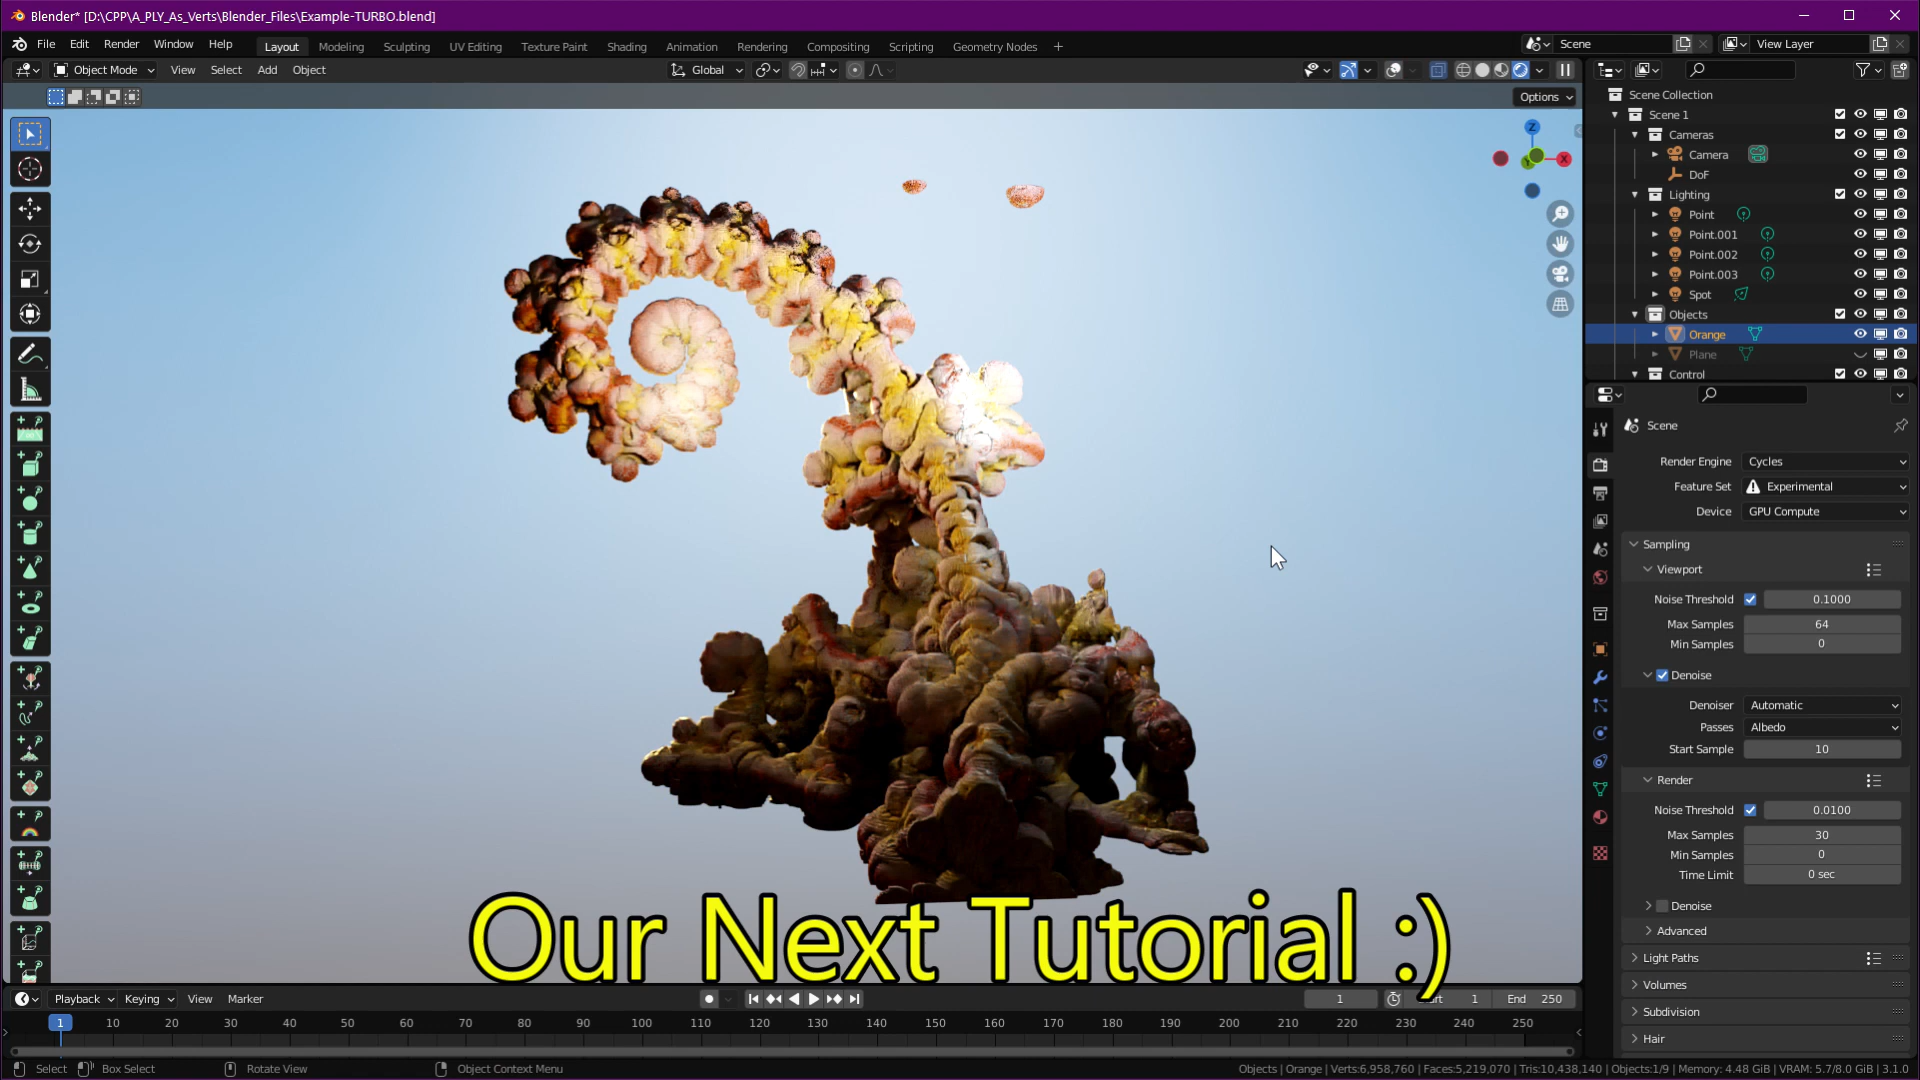 Blender* [D:\CPP\A_PLY_As_Verts\Blender_Files\Example-TURBO.blend]
File Edit Render Window Help Layout Modeling Sculpting UV Editing Texture Paint Shading Animation Rendering Compositing Scripting Geometry Nodes + Scene View Layer
Object Mode View Select Add Object Global
Options
Z
X
Y
Scene Collection
Scene 1
Cameras
Camera
DoF
Lighting
Point
Point.001
Point.002
Point.003
Spot
Objects
Orange
Plane
Control
Scene
Render Engine Cycles
Feature Set Experimental
Device GPU Compute
Sampling
Viewport
Noise Threshold 0.1000
Max Samples 64
Min Samples 0
Denoise
Denoiser Automatic
Passes Albedo
Start Sample 10
Render
Noise Threshold 0.0100
Max Samples 30
Min Samples 0
Time Limit 0 sec
Denoise
Advanced
Light Paths
Volumes
Subdivision
Hair
Our Next Tutorial :)
Playback Keying View Marker 1 1 End 250
1 10 20 30 40 50 60 70 80 90 100 110 120 130 140 150 160 170 180 190 200 210 220 230 240 250
Select Box Select Rotate View Object Context Menu Objects | Orange | Verts:6,958,760 | Faces:5,219,070 | Tris:10,438,140 | Objects:1/9 | Memory: 4.48 GiB | VRAM: 5.7/8.0 GiB | 3.1.0